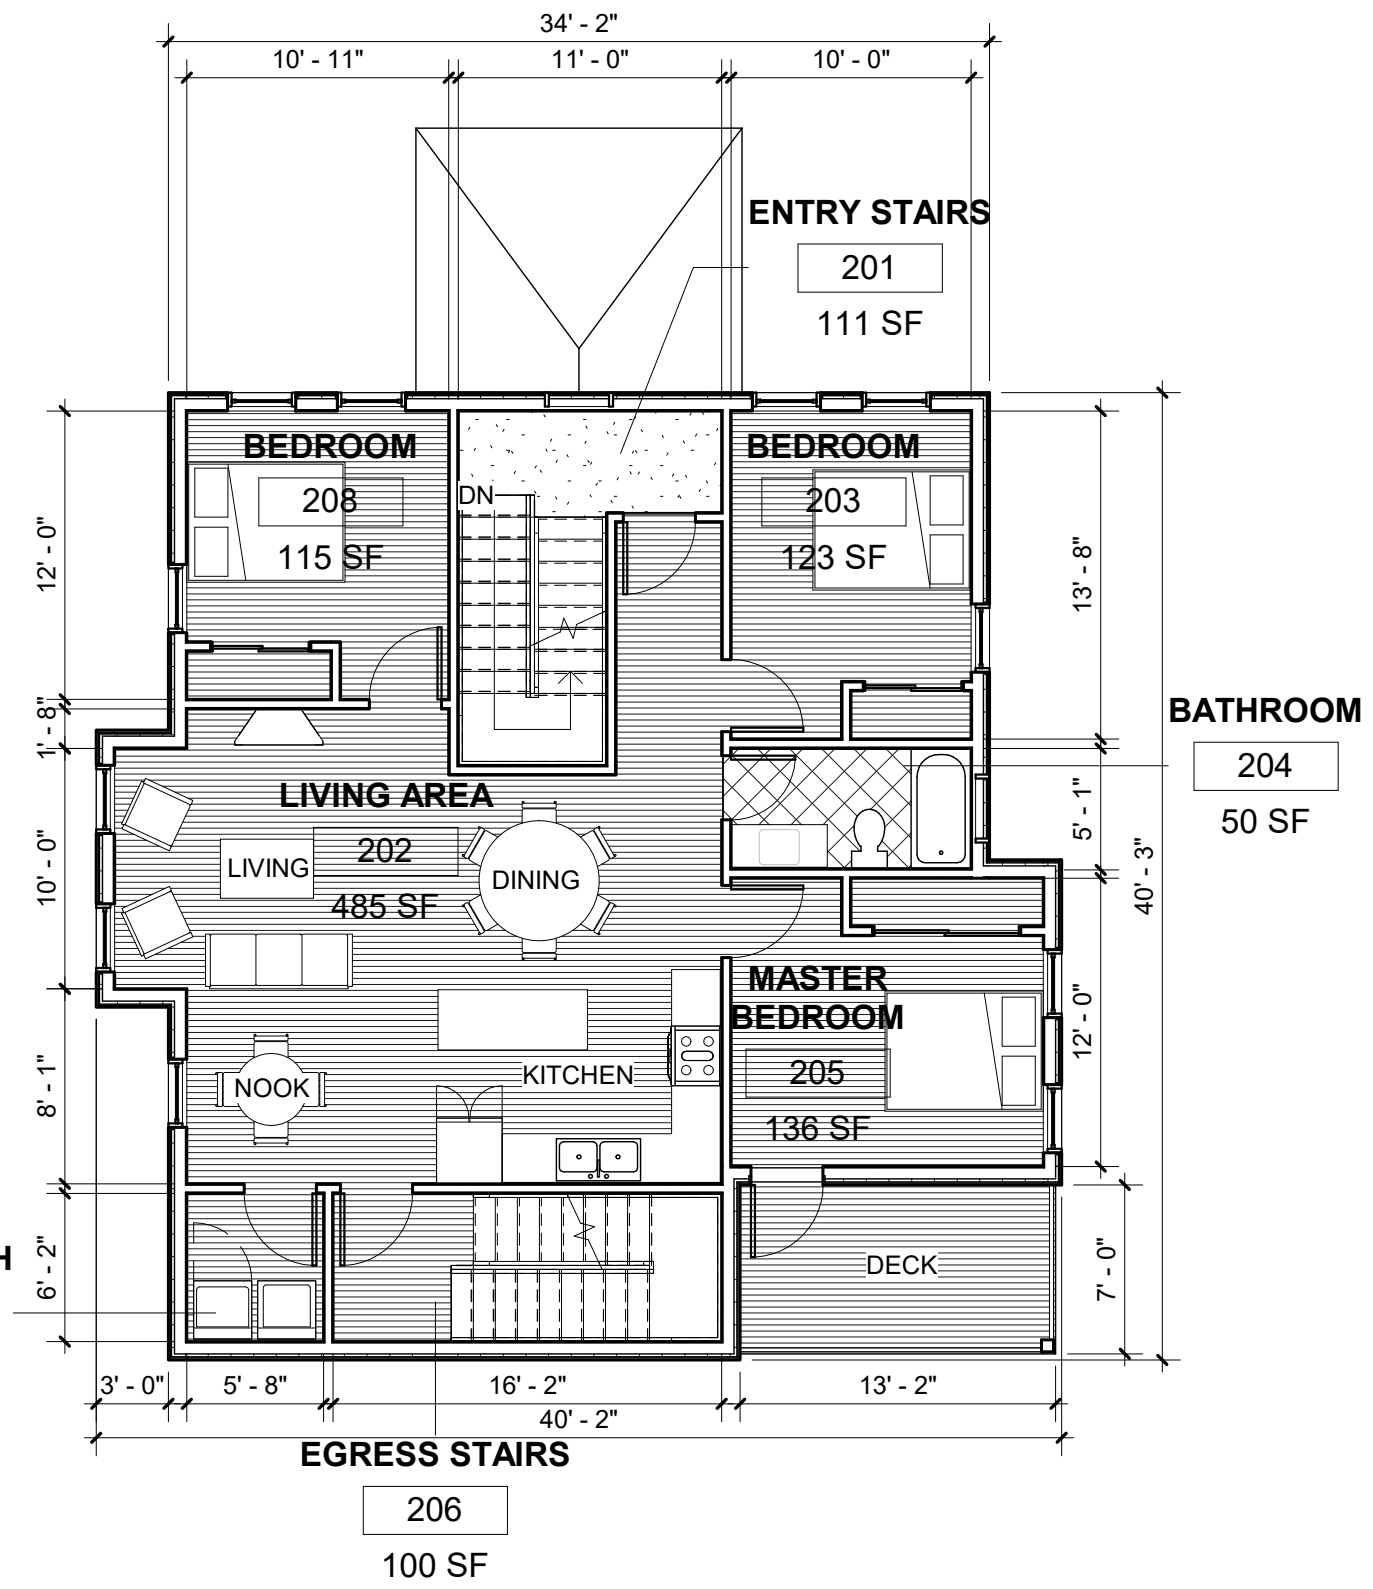 34' - 2"
10' - 11"
11' - 0"
10' - 0"
ENTRY STAIRS
201
111 SF
BEDROOM
208
115 SF
DN
BEDROOM
203
123 SF
12' - 0"
13' - 8"
1' - 8"
BATHROOM
204
50 SF
LIVING AREA
202
485 SF
LIVING
DINING
10' - 0"
5' - 1"
40' - 3"
MASTER
BEDROOM
205
136 SF
12' - 0"
KITCHEN
NOOK
8' - 1"
H
6' - 2"
DECK
7' - 0"
3' - 0"
5' - 8"
16' - 2"
13' - 2"
40' - 2"
EGRESS STAIRS
206
100 SF